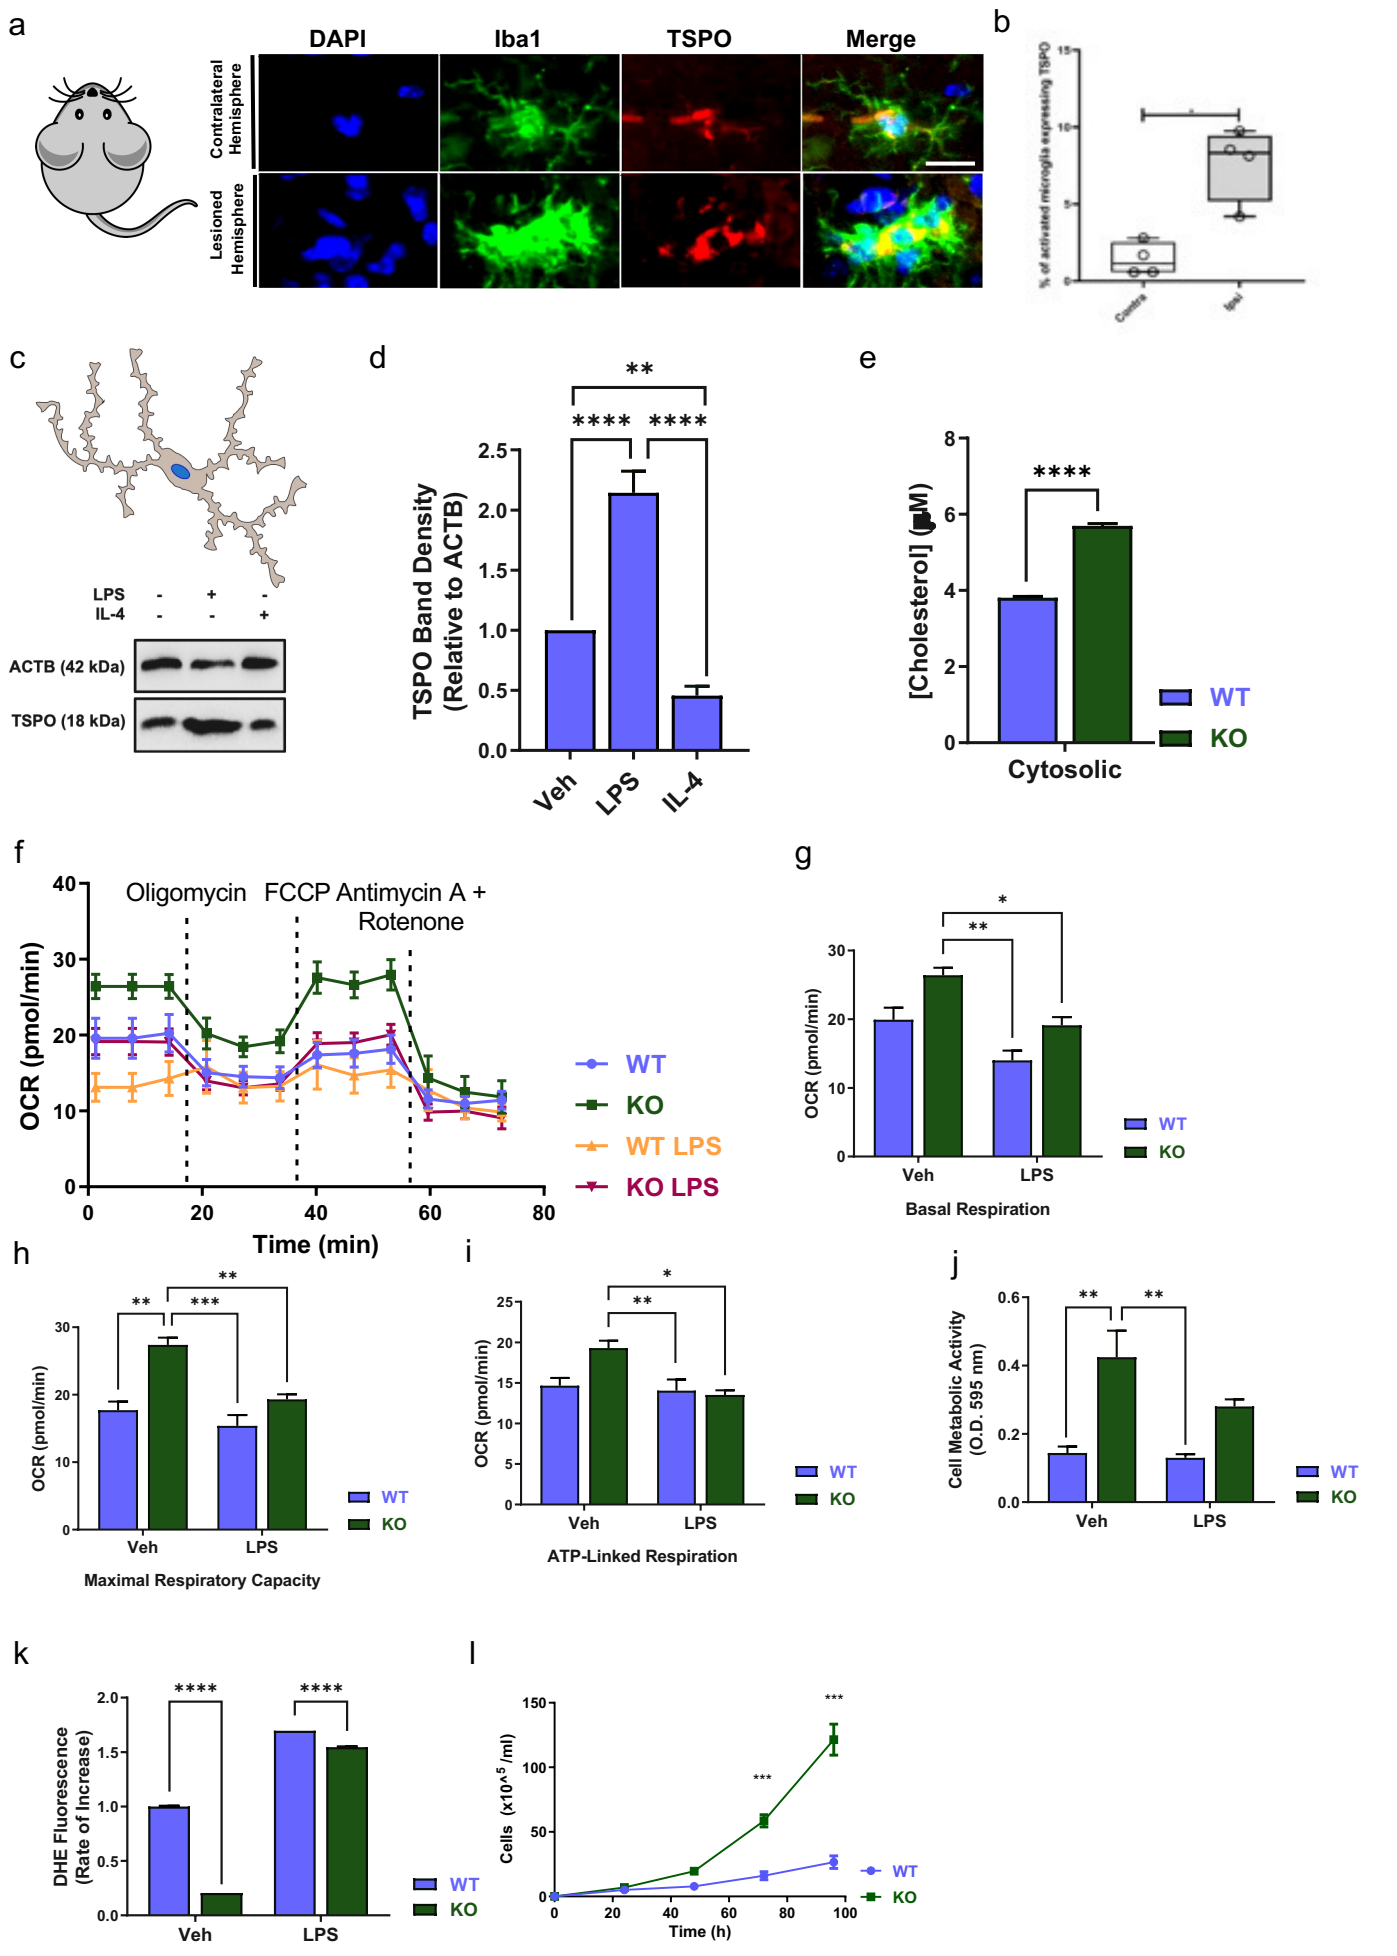 a
DAPI
Iba1
TSPO
Merge
Contralateral
Hemisphere
Lesioned
Hemisphere
b
% of activated microglia expressing TSPO
15
10
5
0
Contra
Ipsi
c
LPS - + -
IL-4 - - +
ACTB (42 kDa)
TSPO (18 kDa)
d
**
**** ****
TSPO Band Density
(Relative to ACTB)
2.5
2.0
1.5
1.0
0.5
0.0
Veh
LPS
IL-4
e
****
[Cholesterol] (µM)
8
6
4
2
0
Cytosolic
WT
KO
f
Oligomycin
FCCP
Antimycin A +
Rotenone
OCR (pmol/min)
40
30
20
10
0
0 20 40 60 80
Time (min)
WT
KO
WT LPS
KO LPS
g
*
**
OCR (pmol/min)
30
20
10
0
Veh LPS
Basal Respiration
WT
KO
h
**
** ***
OCR (pmol/min)
30
20
10
0
Veh LPS
Maximal Respiratory Capacity
WT
KO
i
*
**
OCR (pmol/min)
25
20
15
10
5
0
Veh LPS
ATP-Linked Respiration
WT
KO
j
** **
Cell Metabolic Activity
(O.D. 595 nm)
0.6
0.4
0.2
0.0
Veh LPS
WT
KO
k
**** ****
DHE Fluorescence
(Rate of Increase)
2.0
1.5
1.0
0.5
0.0
Veh LPS
WT
KO
l
***
***
Cells (x10^5 /ml)
150
100
50
0
0 20 40 60 80 100
Time (h)
WT
KO